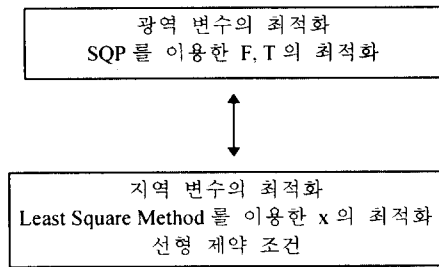 광역 변수의 최적화
SQP 를 이용한 F, T 의 최적화
지역 변수의 최적화
Least Square Method 를 이용한 x 의 최적화
선형 제약 조건